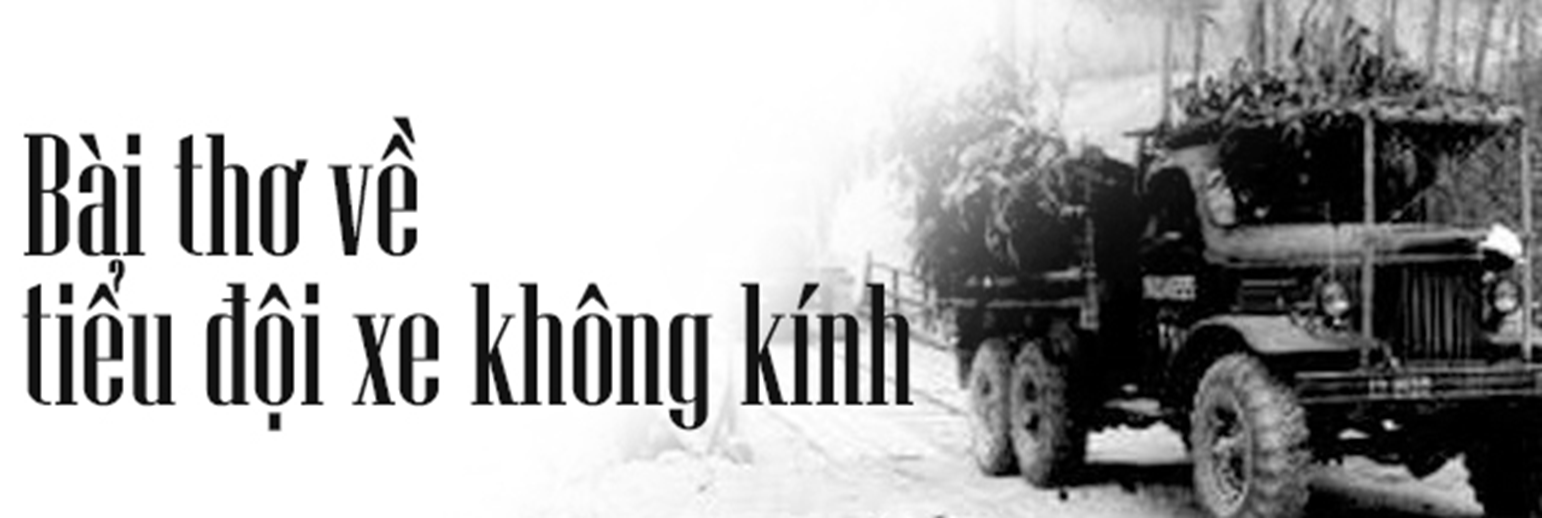 Bài thơ về
tiểu đội xe không kính